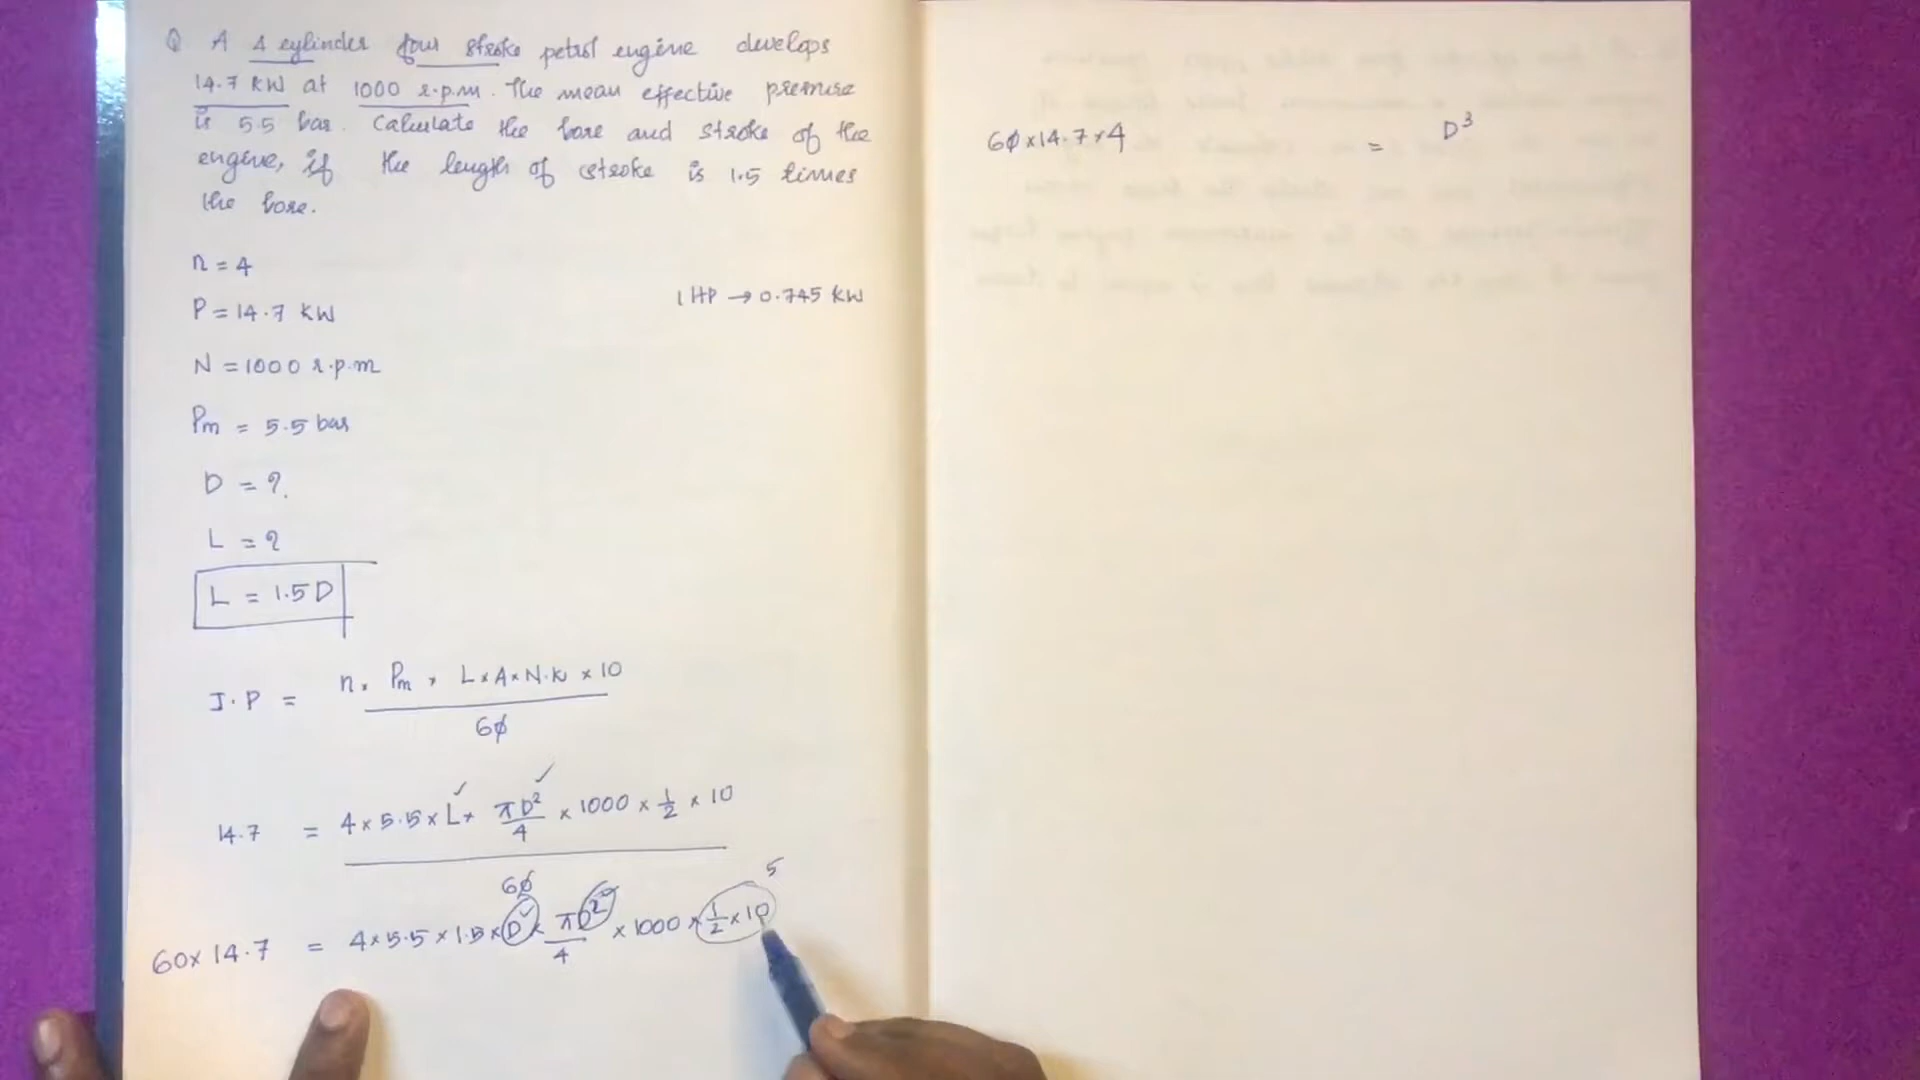 Q A 4 cylinder four stroke petrol engine develops
14.7 KW at 1000 r.p.m. The mean effective pressure
is 5.5 bar. Calculate the bore and stroke of the
engine, if the length of stroke is 1.5 times
the bore.
n = 4
P = 14.7 KW
1 HP → 0.745 KW
N = 1000 r.p.m
Pm = 5.5 bar
D = ?
L = ?
L = 1.5 D
I.P = n × Pm × L × A × N.K × 10
60
14.7 = 4 × 5.5 × L × πD²/4 × 1000 × 1/2 × 10
60
5
60 × 14.7 = 4 × 5.5 × 1.5 × D × πD²/4 × 1000 × 1/2 × 10
60 × 14.7 × 4 = D³